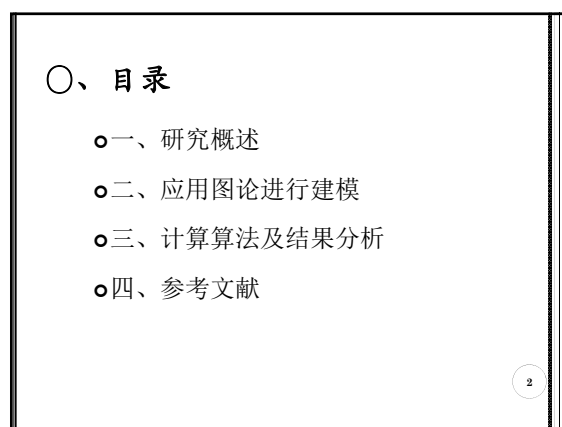 〇、目录
一、研究概述
二、应用图论进行建模
三、计算算法及结果分析
四、参考文献
2